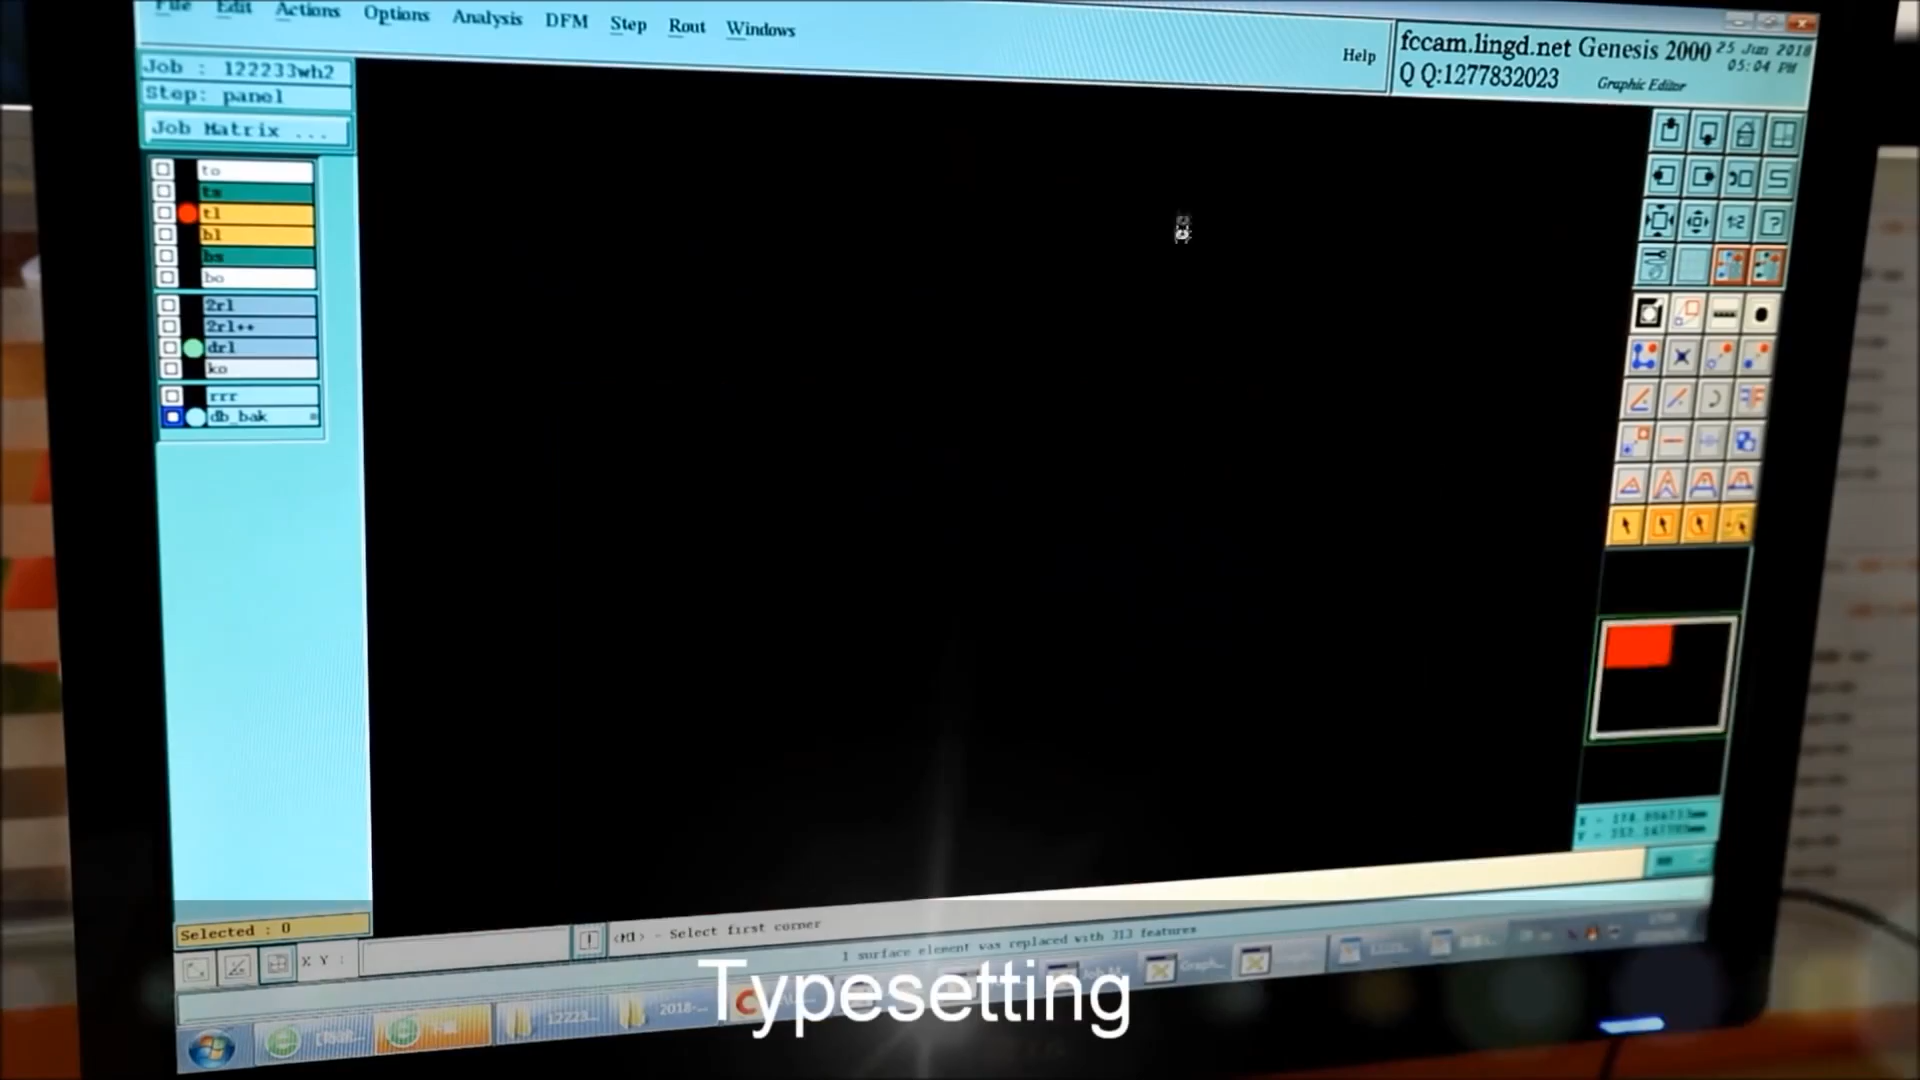 File Edit Actions Options Analysis DFM Step Rout Windows
Help
fccam.lingd.net Genesis 2000
25 Jun 2018
05:04 PM
Q Q:1277832023
Graphic Editor
Job : 122233wh2
Step: panel
Job Matrix ...
to
ts
tl
bl
bs
bo
2rl
2rl++
drl
ko
rrr
db_bak
Selected : 0
X Y :
<M1> - Select first corner
1 surface element was replaced with 313 features
12223...
2018-...
Typesetting